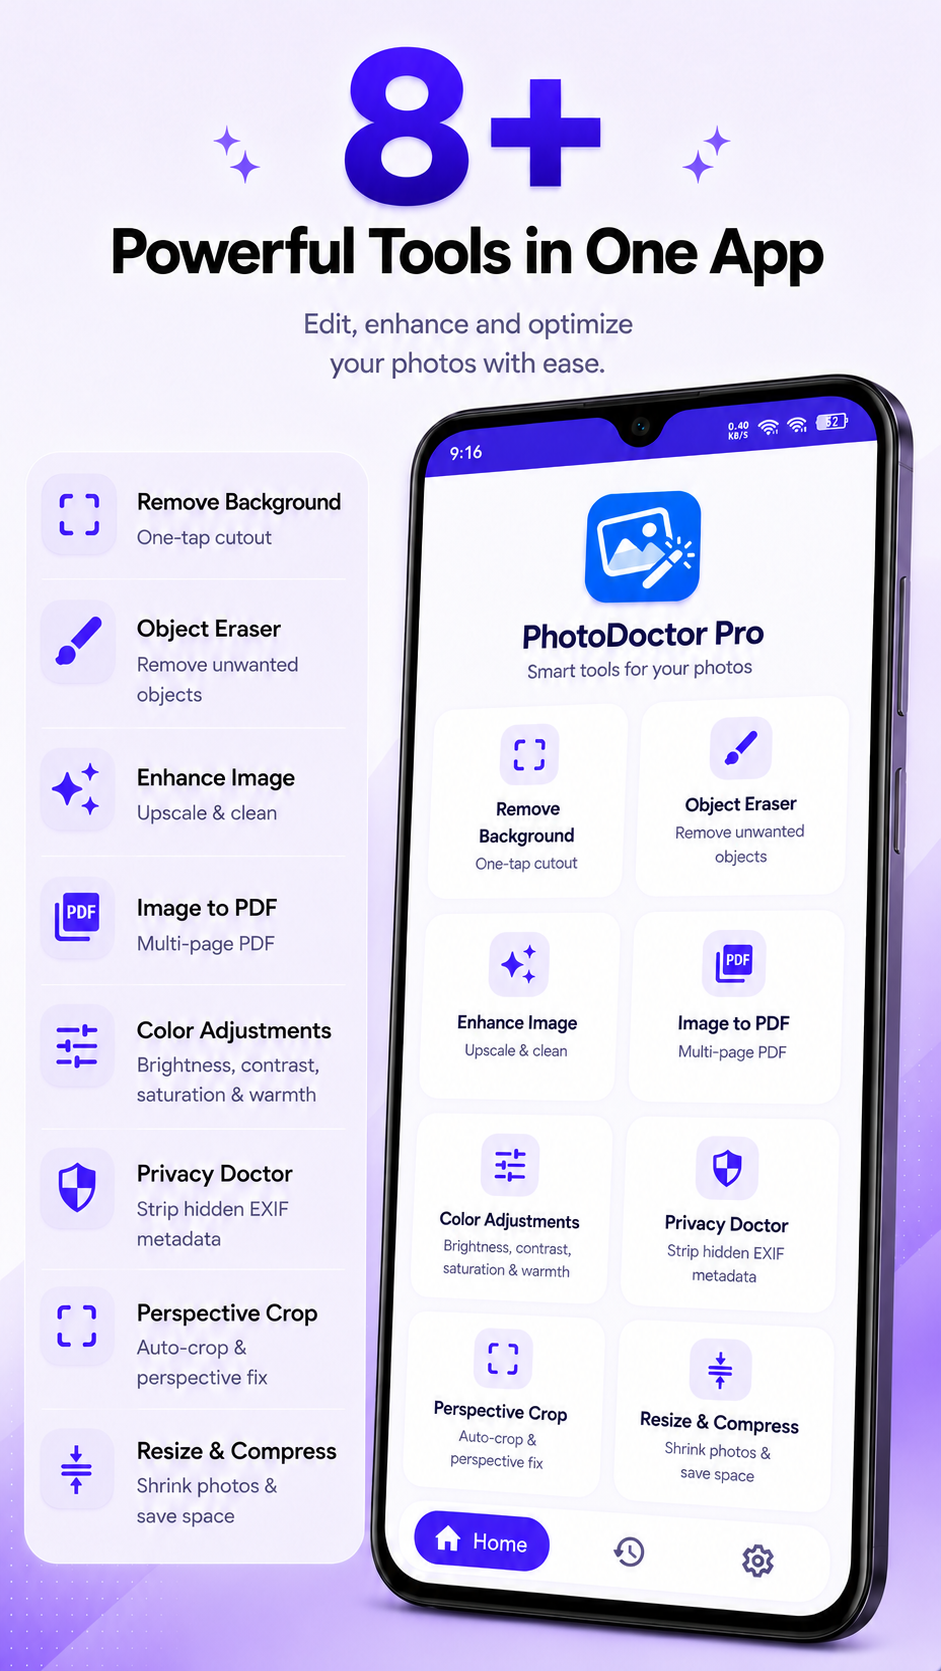 8+
Powerful Tools in One App
Edit, enhance and optimize
your photos with ease.
Remove Background
One-tap cutout
Object Eraser
Remove unwanted
objects
Enhance Image
Upscale & clean
PDF
Image to PDF
Multi-page PDF
Color Adjustments
Brightness, contrast,
saturation & warmth
Privacy Doctor
Strip hidden EXIF
metadata
Perspective Crop
Auto-crop &
perspective fix
Resize & Compress
Shrink photos &
save space
9:16
0.40
KB/S
52
PhotoDoctor Pro
Smart tools for your photos
Remove
Background
One-tap cutout
Object Eraser
Remove unwanted
objects
Enhance Image
Upscale & clean
PDF
Image to PDF
Multi-page PDF
Color Adjustments
Brightness, contrast,
saturation & warmth
Privacy Doctor
Strip hidden EXIF
metadata
Perspective Crop
Auto-crop &
perspective fix
Resize & Compress
Shrink photos &
save space
Home